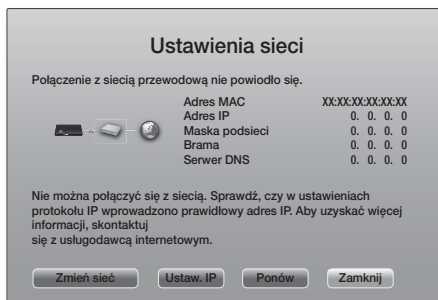 Ustawienia sieci
Połączenie z siecią przewodową nie powiodło się.
Adres MAC XX:XX:XX:XX:XX:XX
Adres IP 0. 0. 0. 0
Maska podsieci 0. 0. 0. 0
Brama 0. 0. 0. 0
Serwer DNS 0. 0. 0. 0
Nie można połączyć się z siecią. Sprawdź, czy w ustawieniach
protokołu IP wprowadzono prawidłowy adres IP. Aby uzyskać więcej
informacji, skontaktuj
się z usługodawcą internetowym.
Zmień sieć Ustaw. IP Ponów Zamknij